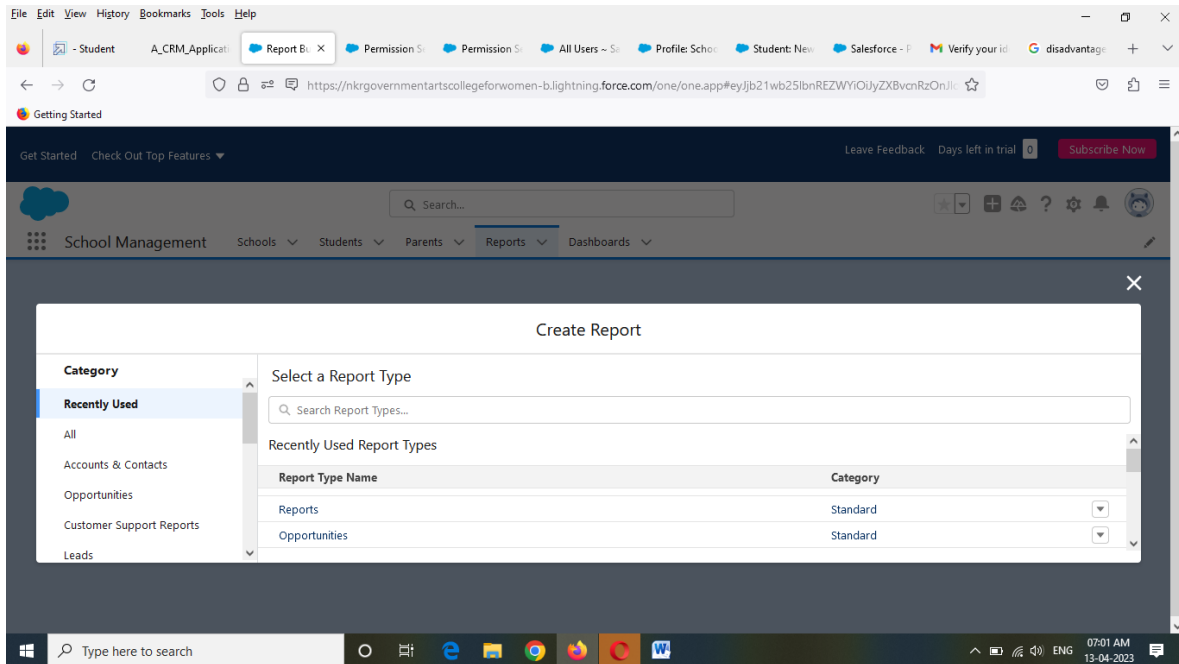 File Edit View History Bookmarks Tools Help
- Student
A_CRM_Applicati
Report Bu
Permission S
Permission S
All Users ~ Sa
Profile: Schoo
Student: New
Salesforce - P
Verify your id
disadvantage
https://nkrgovernmentartscollegeforwomen-b.lightning.force.com/one/one.app#eyJjb21wb25lbnREZWYiOiJyZXBvcnRzOnJlc
Getting Started
Get Started Check Out Top Features
Leave Feedback Days left in trial 0 Subscribe Now
Search...
School Management Schools Students Parents Reports Dashboards
Create Report
Category
Recently Used
All
Accounts & Contacts
Opportunities
Customer Support Reports
Leads
Select a Report Type
Search Report Types...
Recently Used Report Types
Report Type Name Category
Reports Standard
Opportunities Standard
Type here to search
ENG
07:01 AM
13-04-2023